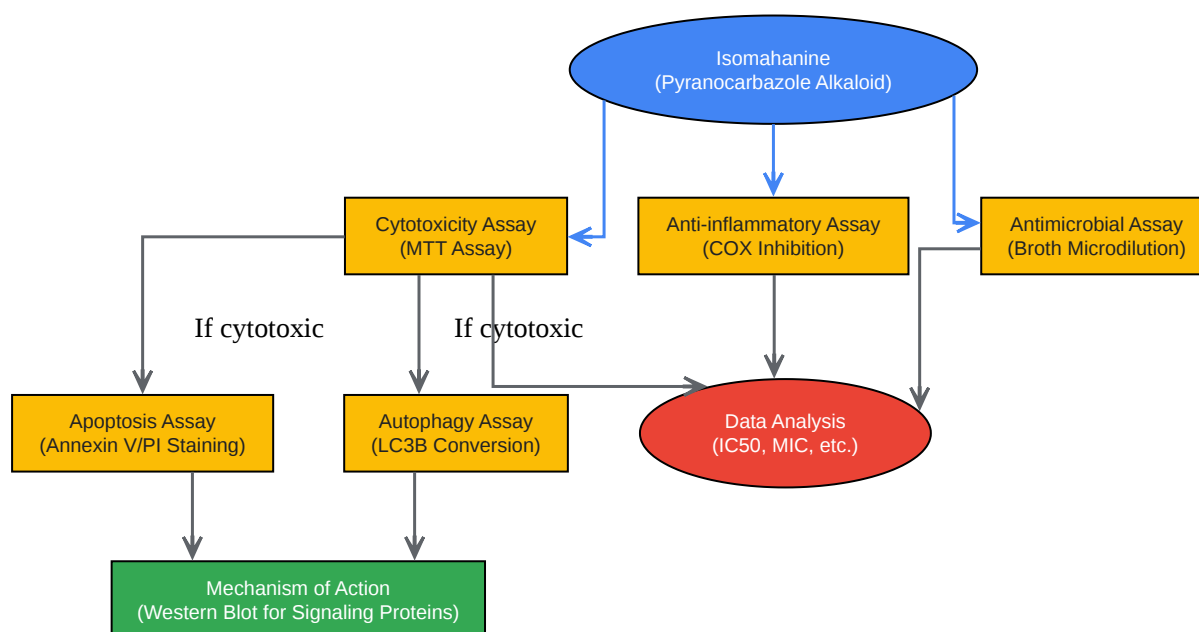 Isomahanine
(Pyranocarbazole Alkaloid)
Cytotoxicity Assay
(MTT Assay)
Anti-inflammatory Assay
(COX Inhibition)
Antimicrobial Assay
(Broth Microdilution)
If cytotoxic
If cytotoxic
Apoptosis Assay
(Annexin V/PI Staining)
Autophagy Assay
(LC3B Conversion)
Data Analysis
(IC50, MIC, etc.)
Mechanism of Action
(Western Blot for Signaling Proteins)